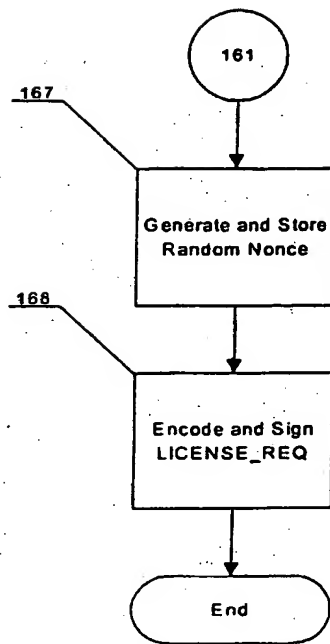 161
167
Generate and Store
Random Nonce
168
Encode and Sign
LICENSE_REQ
End